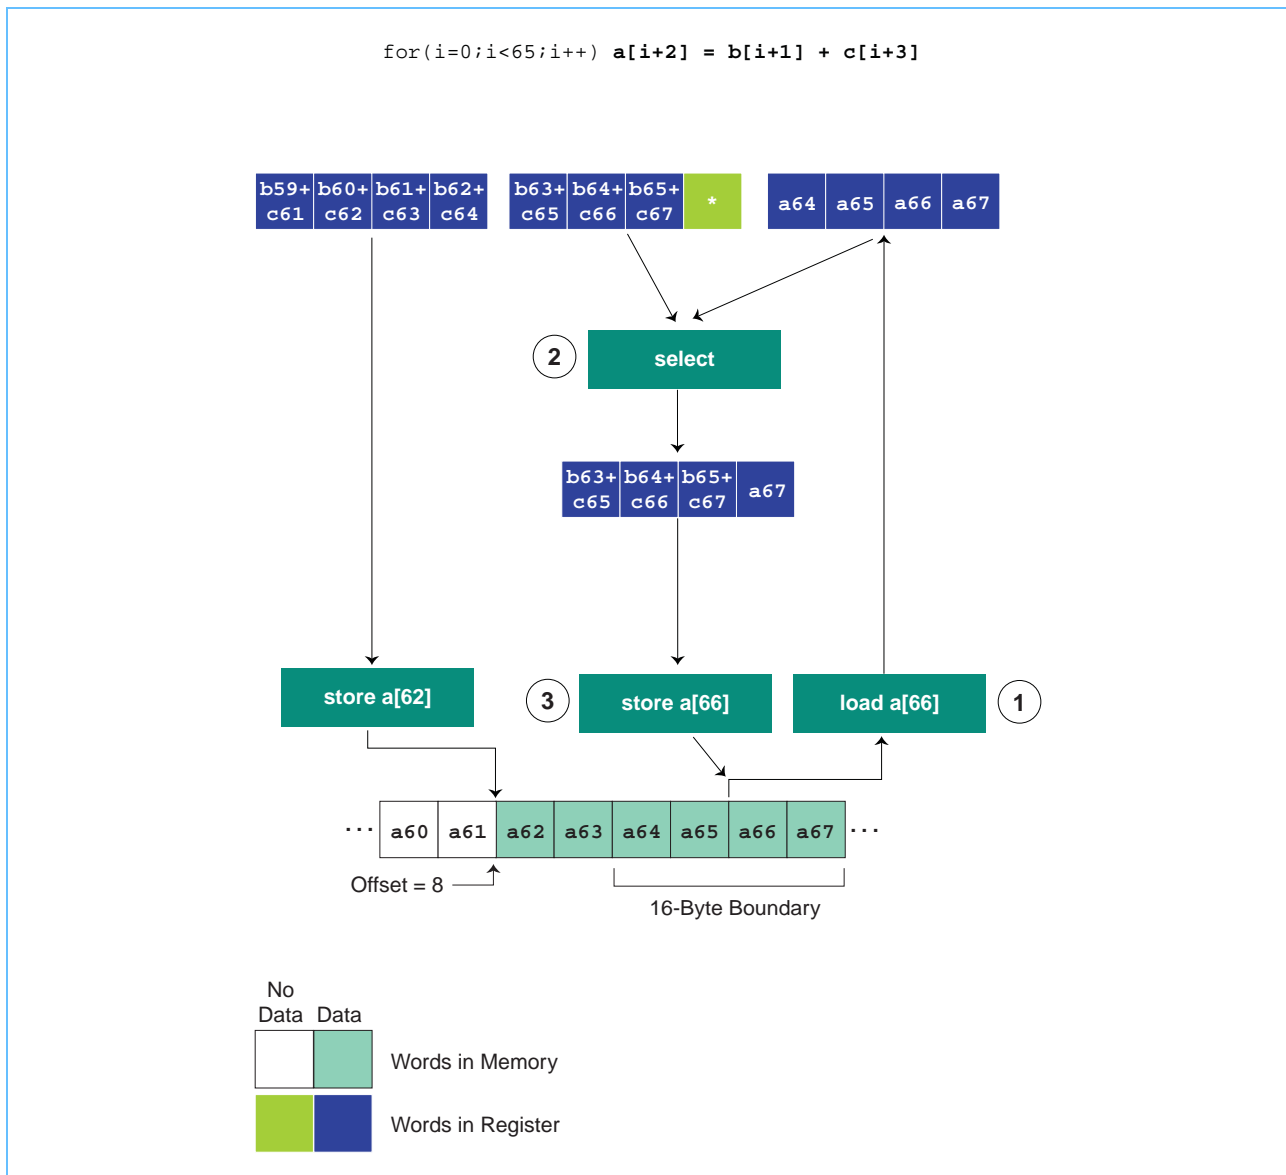 for(i=0;i<65;i++) a[i+2] = b[i+1] + c[i+3]
b59+ b60+ b61+ b62+
c61 c62 c63 c64
b63+ b64+ b65+ *
c65 c66 c67
a64 a65 a66 a67
2 select
b63+ b64+ b65+ a67
c65 c66 c67
store a[62]
3 store a[66]
load a[66] 1
... a60 a61 a62 a63 a64 a65 a66 a67 ...
Offset = 8
16-Byte Boundary
No
Data Data
Words in Memory
Words in Register